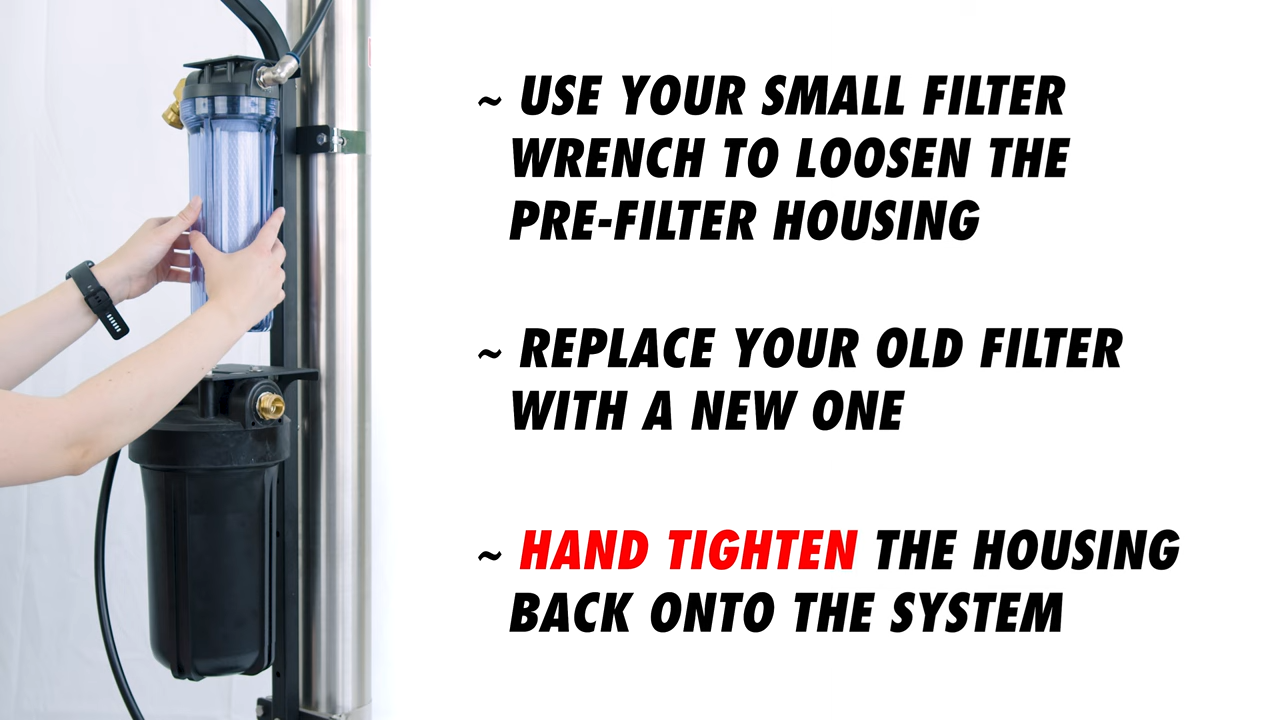 ~ USE YOUR SMALL FILTER
WRENCH TO LOOSEN THE
PRE-FILTER HOUSING
~ REPLACE YOUR OLD FILTER
WITH A NEW ONE
~ HAND TIGHTEN THE HOUSING
BACK ONTO THE SYSTEM